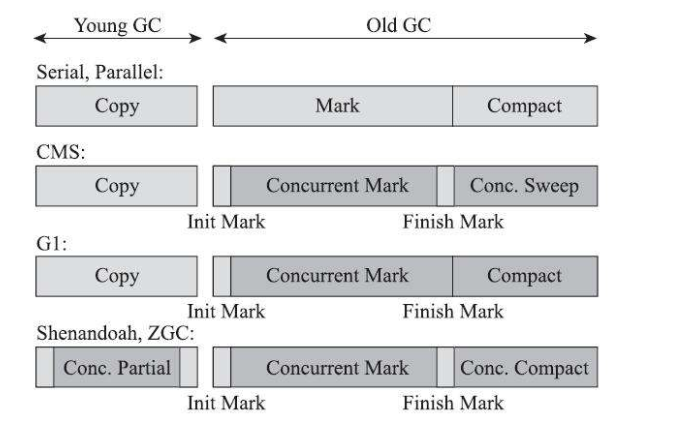 Young GC Old GC
Serial, Parallel:
Copy Mark Compact
CMS:
Copy Concurrent Mark Conc. Sweep
Init Mark Finish Mark
G1:
Copy Concurrent Mark Compact
Init Mark Finish Mark
Shenandoah, ZGC:
Conc. Partial Concurrent Mark Conc. Compact
Init Mark Finish Mark